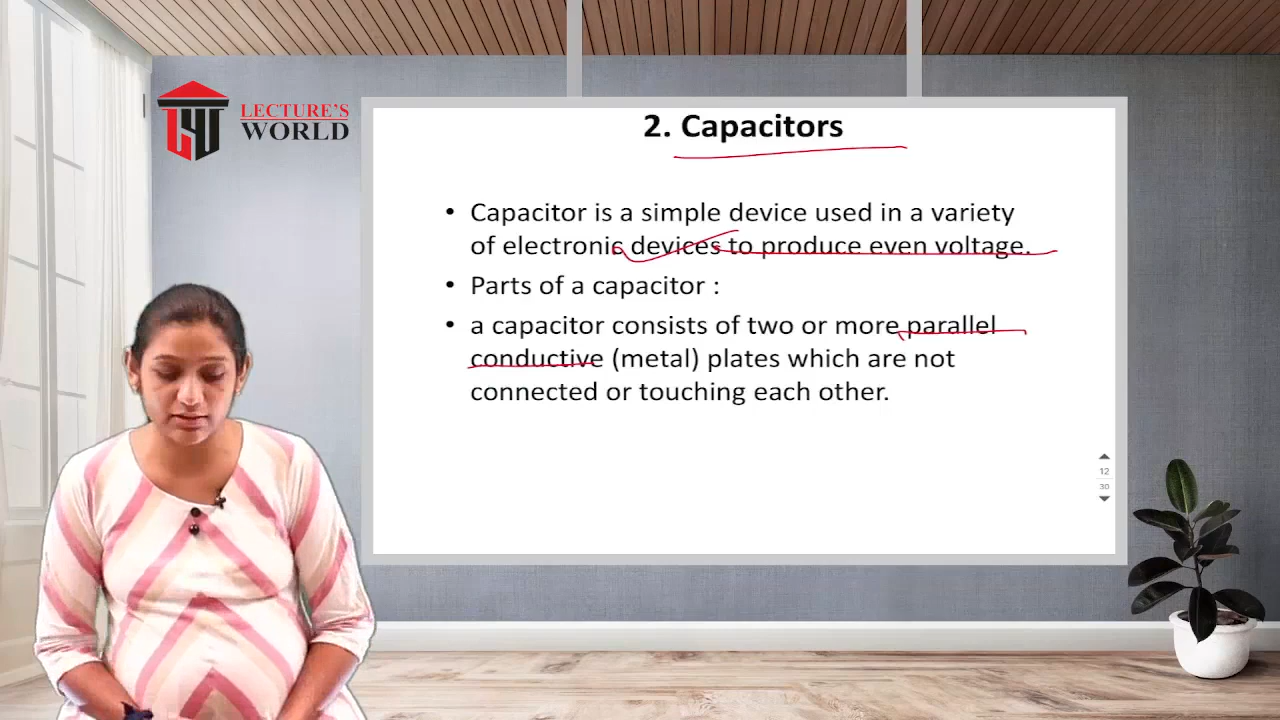 LECTURE'S
WORLD
2. Capacitors
• Capacitor is a simple device used in a variety
of electronic devices to produce even voltage.
• Parts of a capacitor :
• a capacitor consists of two or more parallel
conductive (metal) plates which are not
connected or touching each other.
12
30